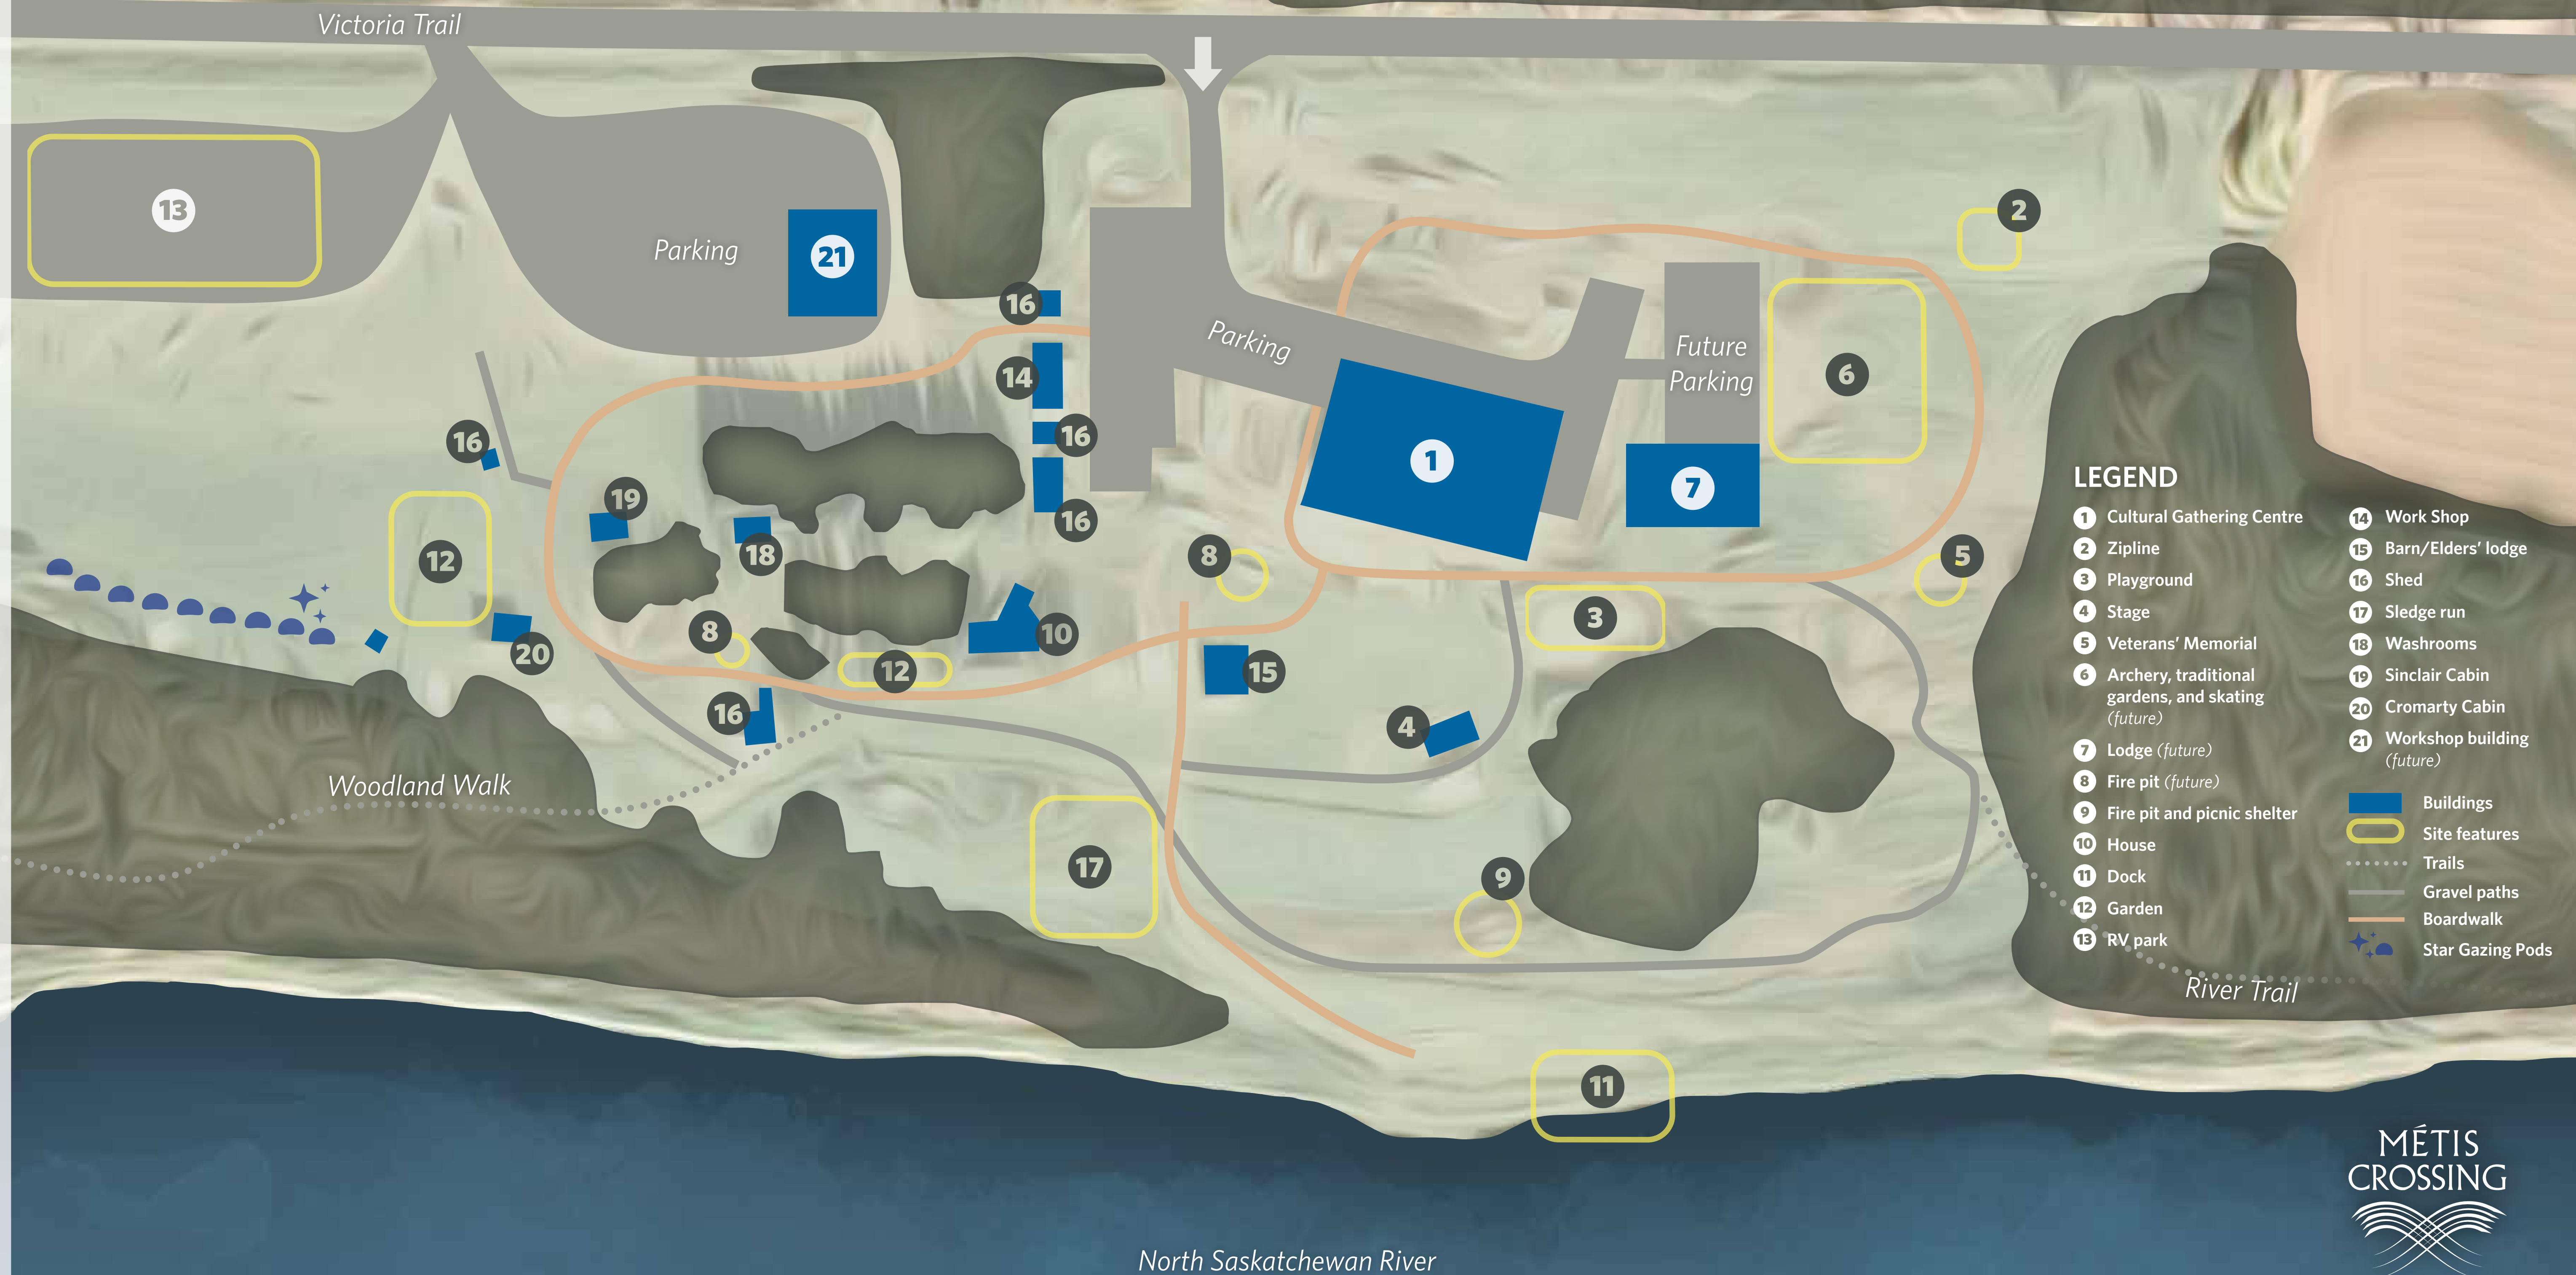 Victoria Trail
13
Parking
21
2
16
14
Parking
Future
Parking
6
16
16
1
7
19
16
12
18
8
5
20
8
12
10
3
15
16
4
Woodland Walk
17
9
11
LEGEND
1 Cultural Gathering Centre
2 Zipline
3 Playground
4 Stage
5 Veterans’ Memorial
6 Archery, traditional
gardens, and skating
(future)
7 Lodge (future)
8 Fire pit (future)
9 Fire pit and picnic shelter
10 House
11 Dock
12 Garden
13 RV park
14 Work Shop
15 Barn/Elders’ lodge
16 Shed
17 Sledge run
18 Washrooms
19 Sinclair Cabin
20 Cromarty Cabin
21 Workshop building
(future)
Buildings
Site features
Trails
Gravel paths
Boardwalk
Star Gazing Pods
River Trail
MÉTIS
CROSSING
North Saskatchewan River